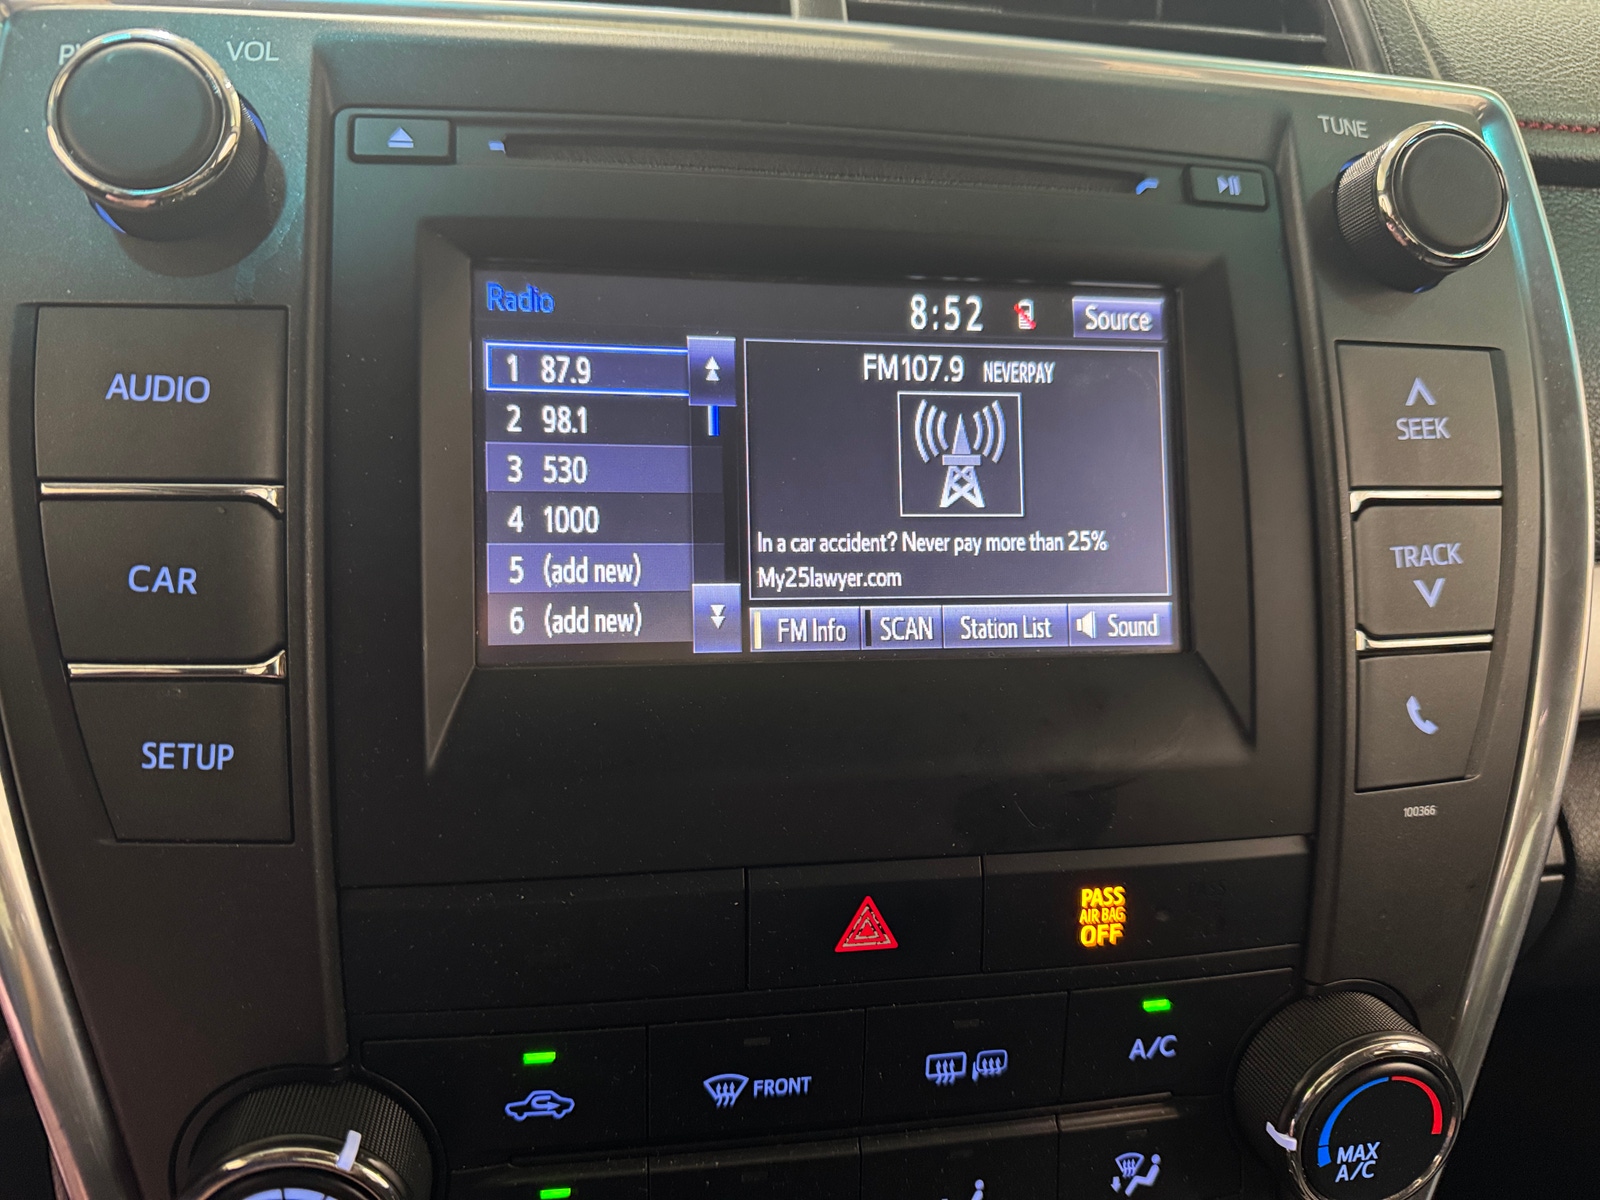 VOL
TUNE
Radio
8:52
Source
1 87.9
2 98.1
3 530
4 1000
5 (add new)
6 (add new)
FM107.9 NEVERPAY
In a car accident? Never pay more than 25%
My25lawyer.com
FM Info
SCAN
Station List
Sound
AUDIO
CAR
SETUP
SEEK
TRACK
100366
PASS
AIR BAG
OFF
FRONT
A/C
MAX
A/C